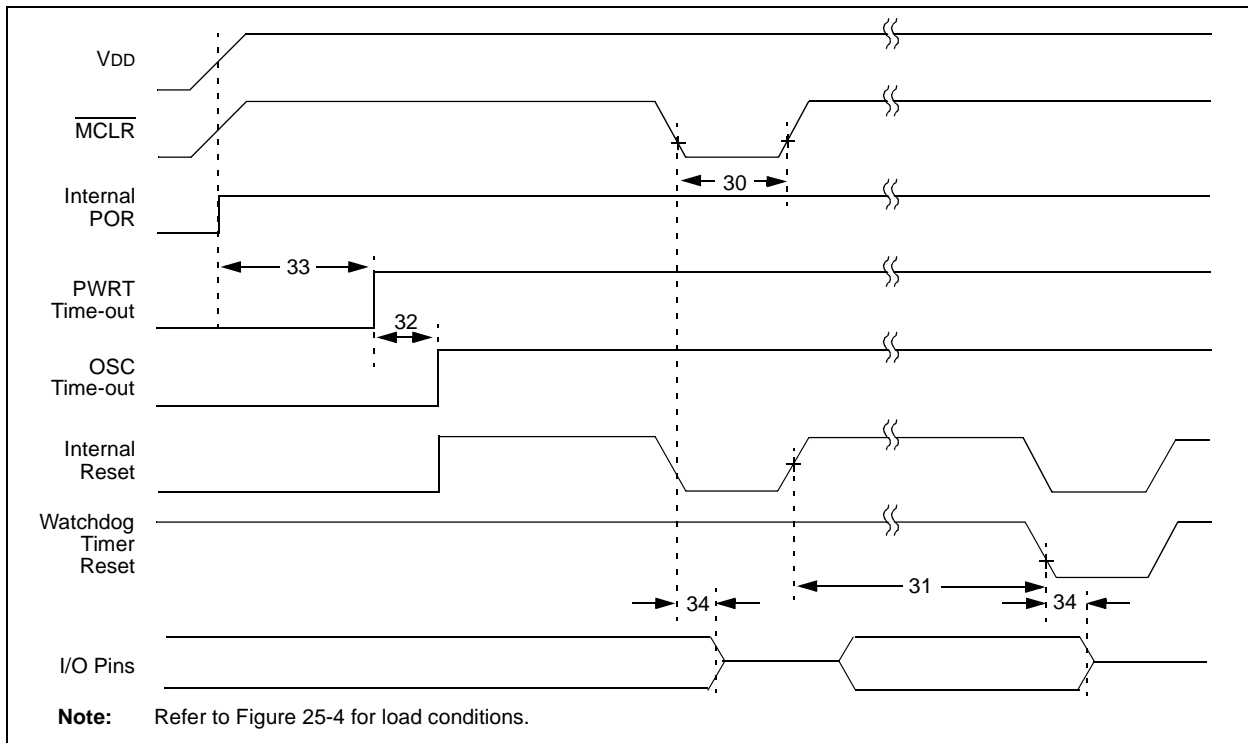 VDD
MCLR
30
Internal
POR
33
PWRT
Time-out
32
OSC
Time-out
Internal
Reset
Watchdog
Timer
Reset
31
34
34
I/O Pins
Note: Refer to Figure 25-4 for load conditions.